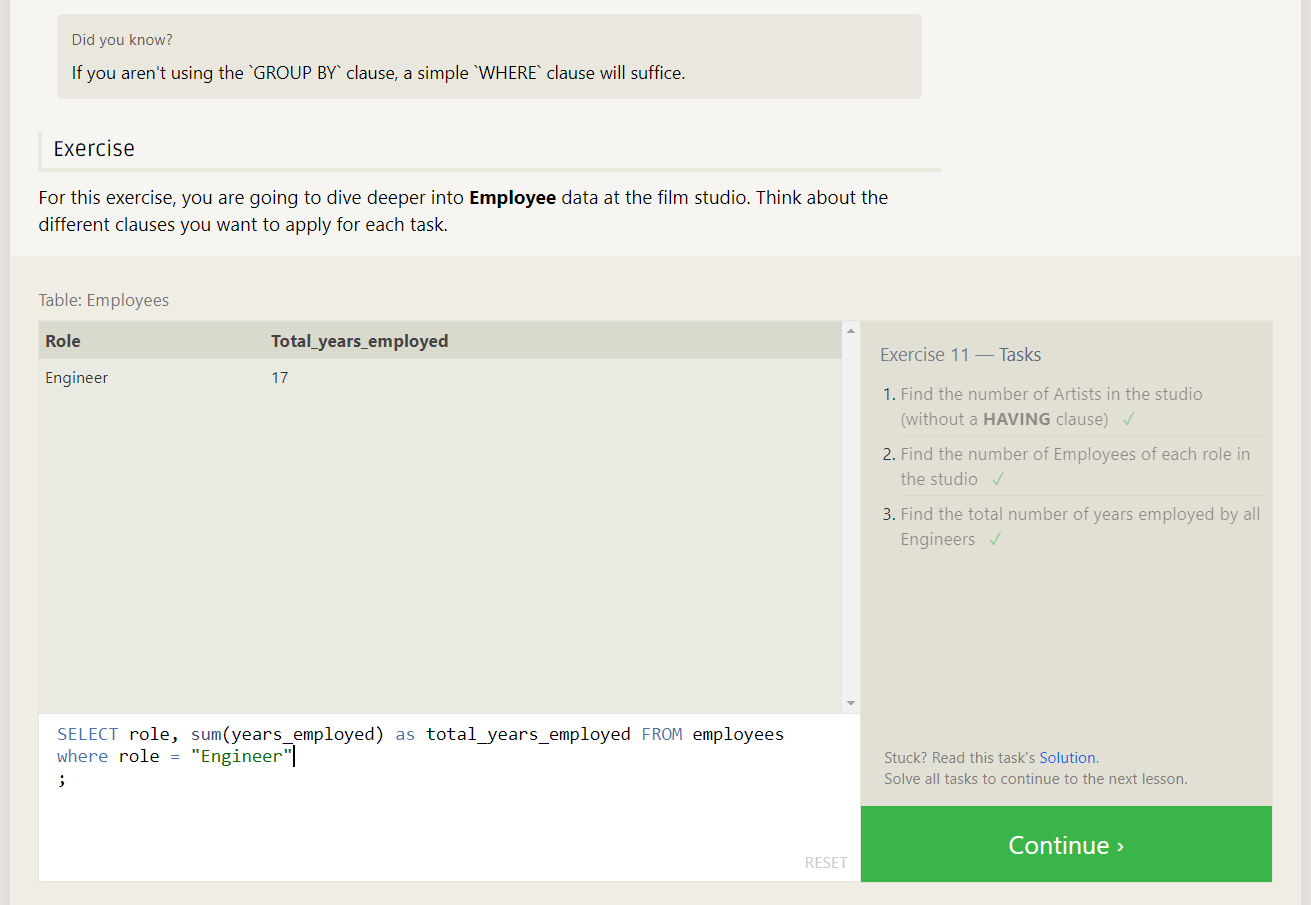 Did you know?
If you aren't using the `GROUP BY` clause, a simple `WHERE` clause will suffice.
Exercise
For this exercise, you are going to dive deeper into Employee data at the film studio. Think about the
different clauses you want to apply for each task.
Table: Employees
Role Total_years_employed
Engineer 17
SELECT role, sum(years_employed) as total_years_employed FROM employees
where role = "Engineer"
;
RESET
Exercise 11 — Tasks
1. Find the number of Artists in the studio
(without a HAVING clause) ✓
2. Find the number of Employees of each role in
the studio ✓
3. Find the total number of years employed by all
Engineers ✓
Stuck? Read this task's Solution.
Solve all tasks to continue to the next lesson.
Continue ›